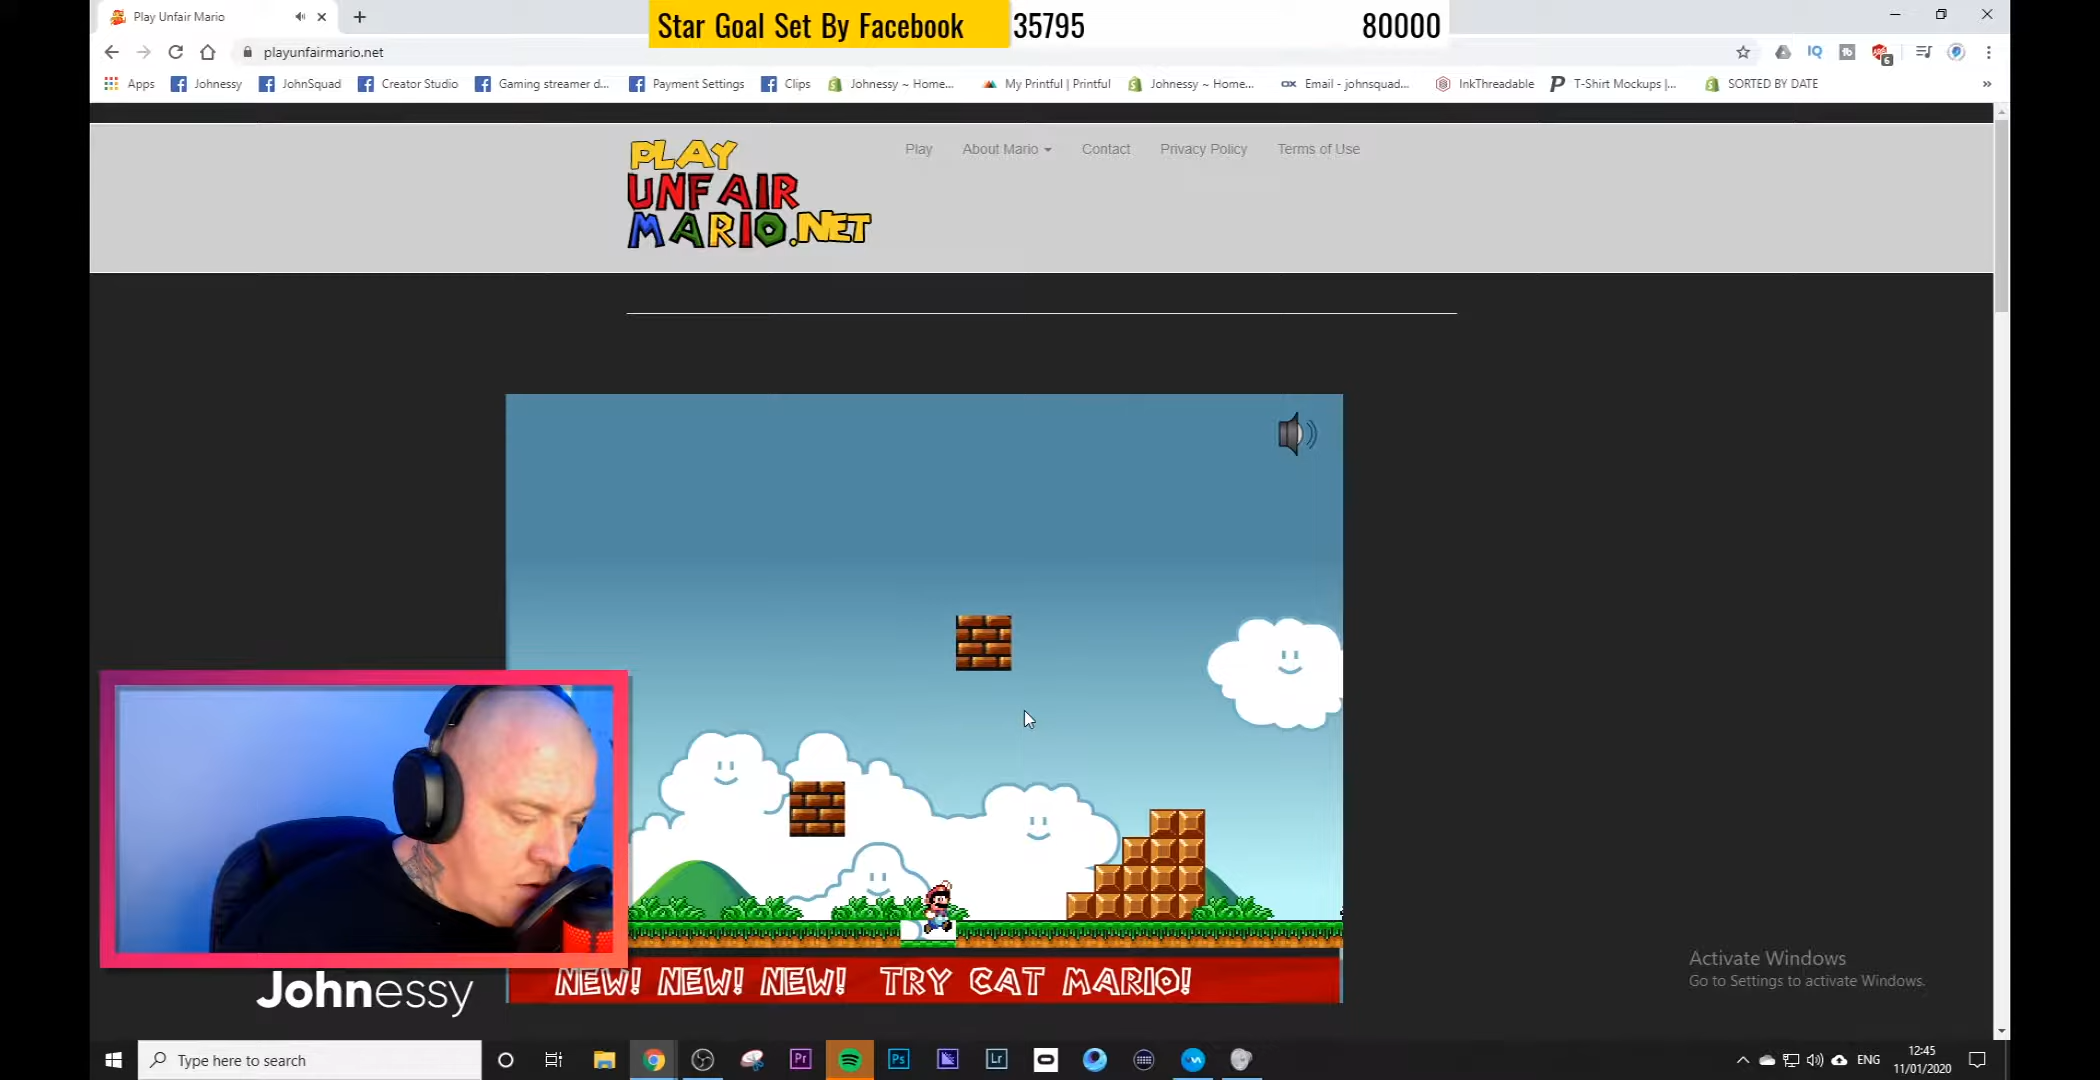 Play Unfair Mario
Star Goal Set By Facebook 35795 80000
playunfairmario.net
Apps Johnessy JohnSquad Creator Studio Gaming streamer d... Payment Settings Clips Johnessy ~ Home... My Printful | Printful Johnessy ~ Home... Email - johnsquad... InkThreadable T-Shirt Mockups |... SORTED BY DATE »
PLAY
UNFAIR
MARIO.NET
Play About Mario Contact Privacy Policy Terms of Use
Johnessy
NEW! NEW! NEW! TRY CAT MARIO!
Activate Windows
Go to Settings to activate Windows.
Type here to search
Pr Ps Lr
ENG
12:45
11/01/2020